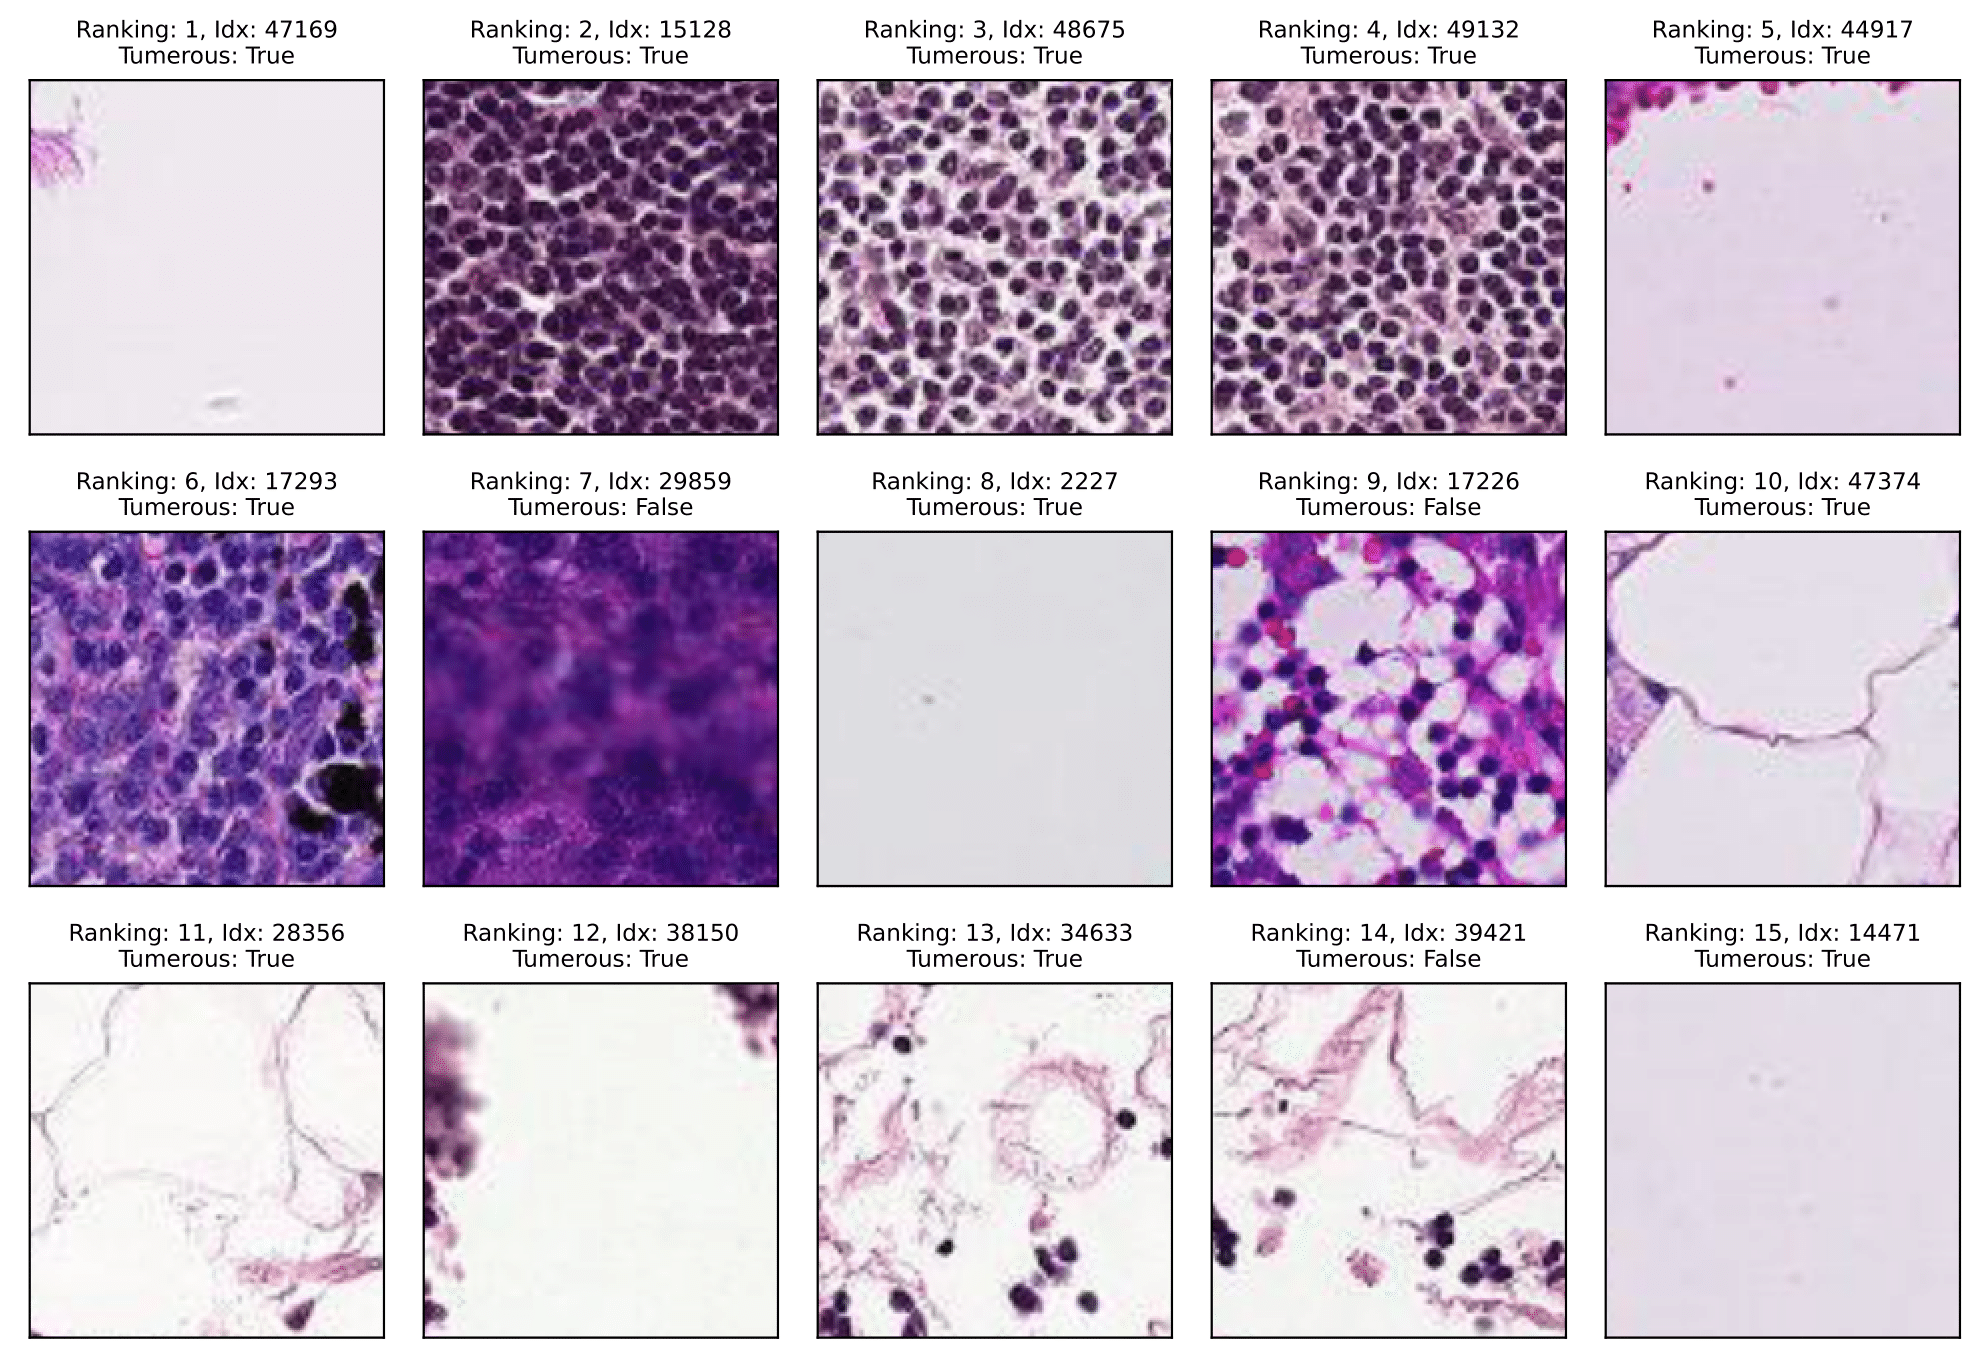 Ranking: 1, Idx: 47169
Tumerous: True
Ranking: 2, Idx: 15128
Tumerous: True
Ranking: 3, Idx: 48675
Tumerous: True
Ranking: 4, Idx: 49132
Tumerous: True
Ranking: 5, Idx: 44917
Tumerous: True
Ranking: 6, Idx: 17293
Tumerous: True
Ranking: 7, Idx: 29859
Tumerous: False
Ranking: 8, Idx: 2227
Tumerous: True
Ranking: 9, Idx: 17226
Tumerous: False
Ranking: 10, Idx: 47374
Tumerous: True
Ranking: 11, Idx: 28356
Tumerous: True
Ranking: 12, Idx: 38150
Tumerous: True
Ranking: 13, Idx: 34633
Tumerous: True
Ranking: 14, Idx: 39421
Tumerous: False
Ranking: 15, Idx: 14471
Tumerous: True